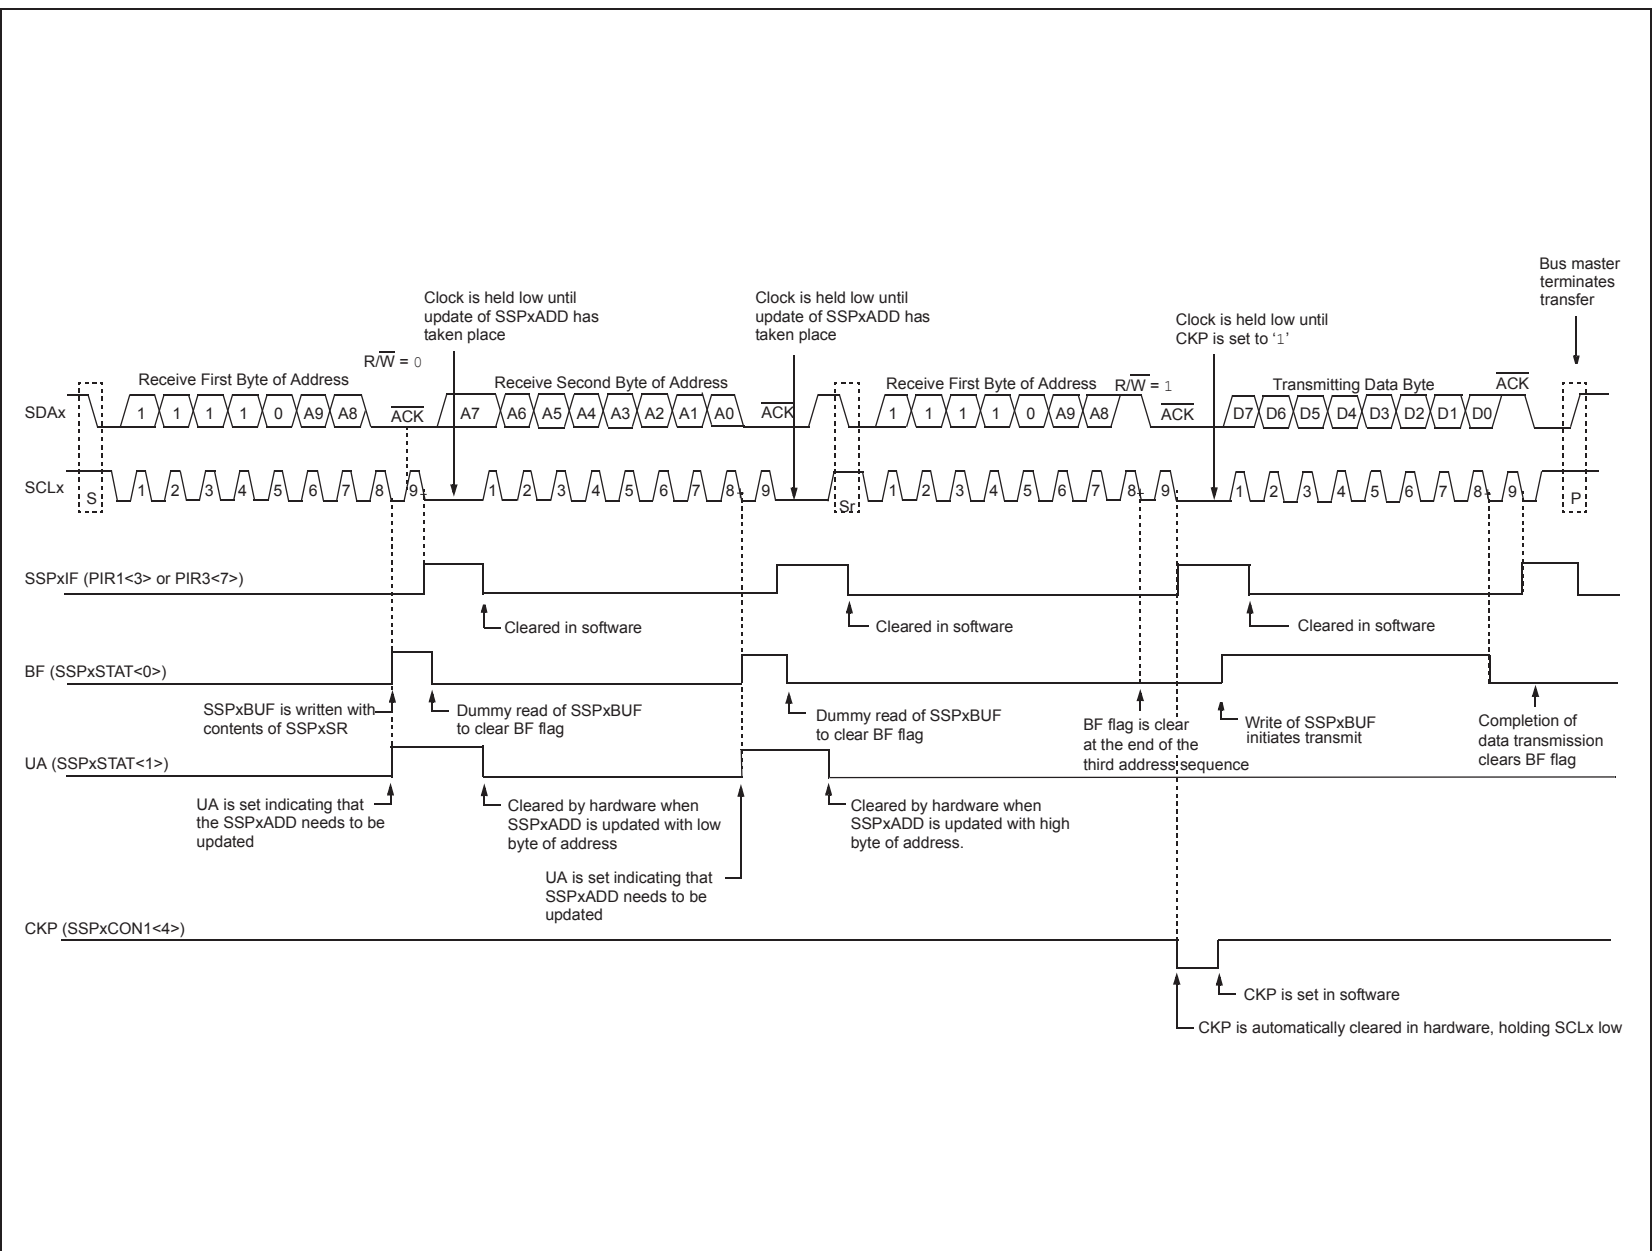 Bus master
terminates
transfer
Clock is held low until
update of SSPxADD has
taken place
Clock is held low until
update of SSPxADD has
taken place
Clock is held low until
CKP is set to ‘1’
R/W = 0
Receive First Byte of Address
Receive Second Byte of Address
Receive First Byte of Address
R/W = 1
Transmitting Data Byte
ACK
SDAx
1 1 1 1 0 A9 A8
ACK
A7 A6 A5 A4 A3 A2 A1 A0
ACK
1 1 1 1 0 A9 A8
ACK
D7 D6 D5 D4 D3 D2 D1 D0
SCLx
S
1 2 3 4 5 6 7 8 9
1 2 3 4 5 6 7 8 9
Sr
1 2 3 4 5 6 7 8 9
1 2 3 4 5 6 7 8 9
P
SSPxIF (PIR1<3> or PIR3<7>)
Cleared in software
Cleared in software
Cleared in software
BF (SSPxSTAT<0>)
SSPxBUF is written with
contents of SSPxSR
Dummy read of SSPxBUF
to clear BF flag
Dummy read of SSPxBUF
to clear BF flag
BF flag is clear
at the end of the
third address sequence
Write of SSPxBUF
initiates transmit
Completion of
data transmission
clears BF flag
UA (SSPxSTAT<1>)
UA is set indicating that
the SSPxADD needs to be
updated
Cleared by hardware when
SSPxADD is updated with low
byte of address
UA is set indicating that
SSPxADD needs to be
updated
Cleared by hardware when
SSPxADD is updated with high
byte of address.
CKP (SSPxCON1<4>)
CKP is set in software
CKP is automatically cleared in hardware, holding SCLx low